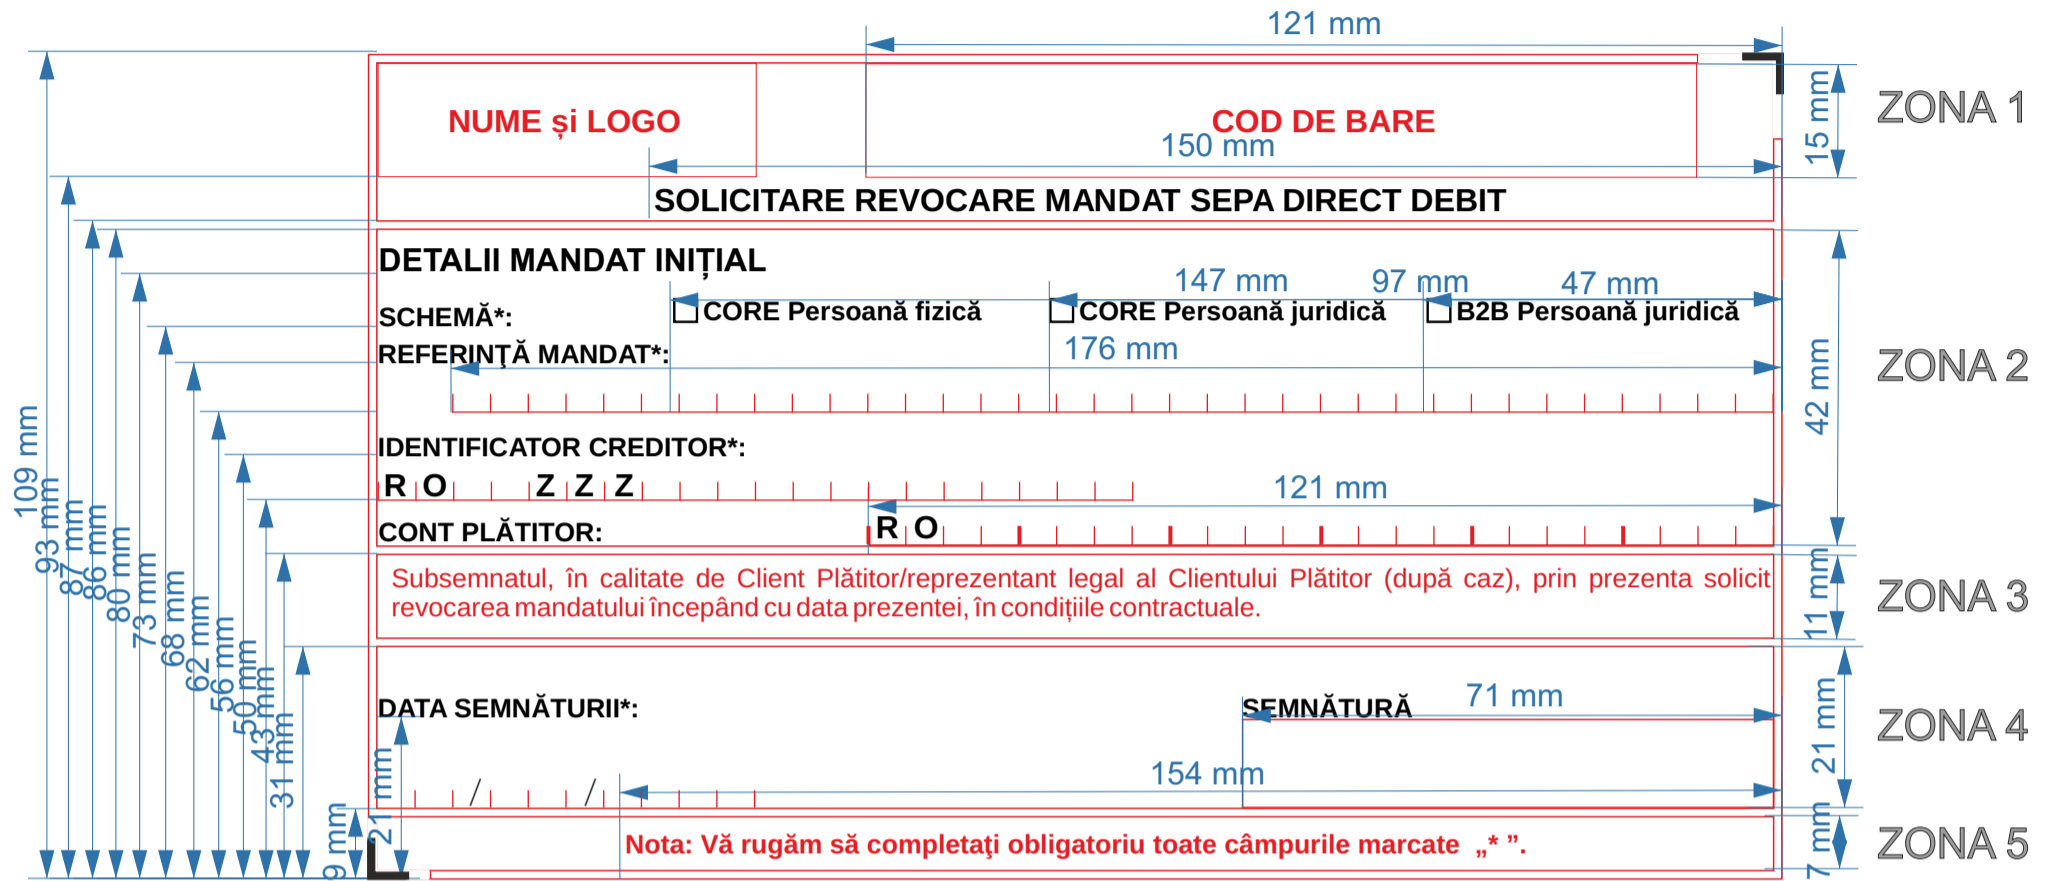 121 mm
NUME și LOGO
COD DE BARE
15 mm
ZONA 1
150 mm
SOLICITARE REVOCARE MANDAT SEPA DIRECT DEBIT
DETALII MANDAT INIȚIAL
147 mm
97 mm
47 mm
SCHEMĂ*:
CORE Persoană fizică
CORE Persoană juridică
B2B Persoană juridică
REFERINŢĂ MANDAT*:
176 mm
42 mm
ZONA 2
IDENTIFICATOR CREDITOR*:
R O Z Z Z
121 mm
CONT PLĂTITOR:
R O
Subsemnatul, în calitate de Client Plătitor/reprezentant legal al Clientului Plătitor (după caz), prin prezenta solicit
revocarea mandatului începând cu data prezentei, în condițiile contractuale.
11 mm
ZONA 3
109 mm
93 mm
87 mm
86 mm
80 mm
73 mm
68 mm
62 mm
56 mm
50 mm
43 mm
31 mm
DATA SEMNĂTURII*:
SEMNĂTURĂ
71 mm
21 mm
ZONA 4
21 mm
/ /
154 mm
9 mm
Nota: Vă rugăm să completaţi obligatoriu toate câmpurile marcate „* ”.
7 mm
ZONA 5